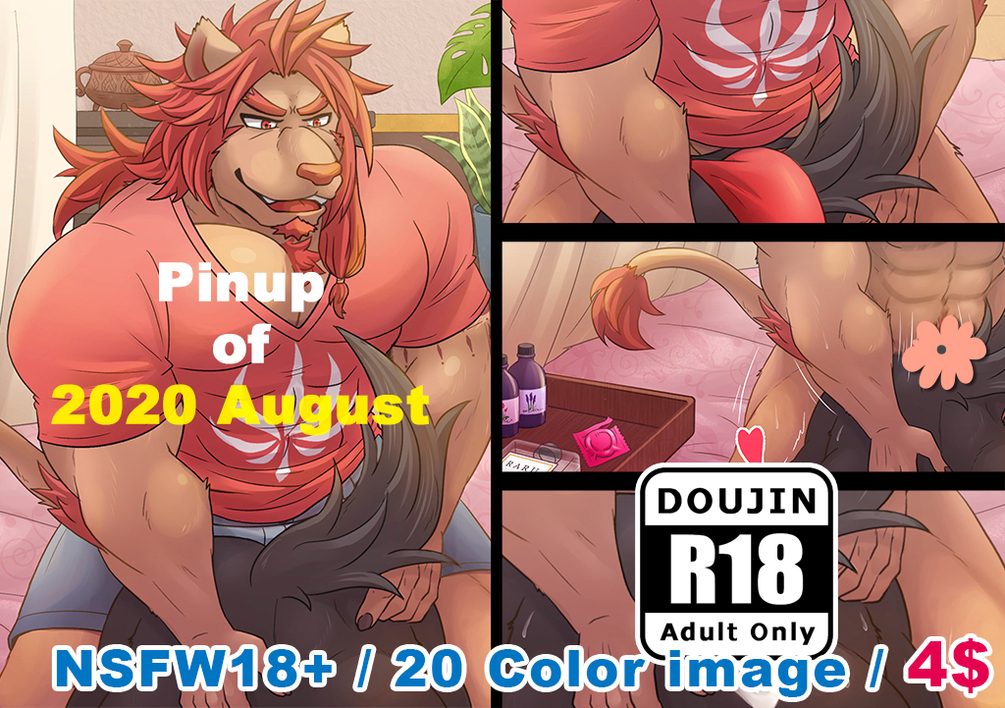 Pinup
of
2020 August
DOUJIN
R18
Adult Only
NSFW18+ / 20 Color image / 4$